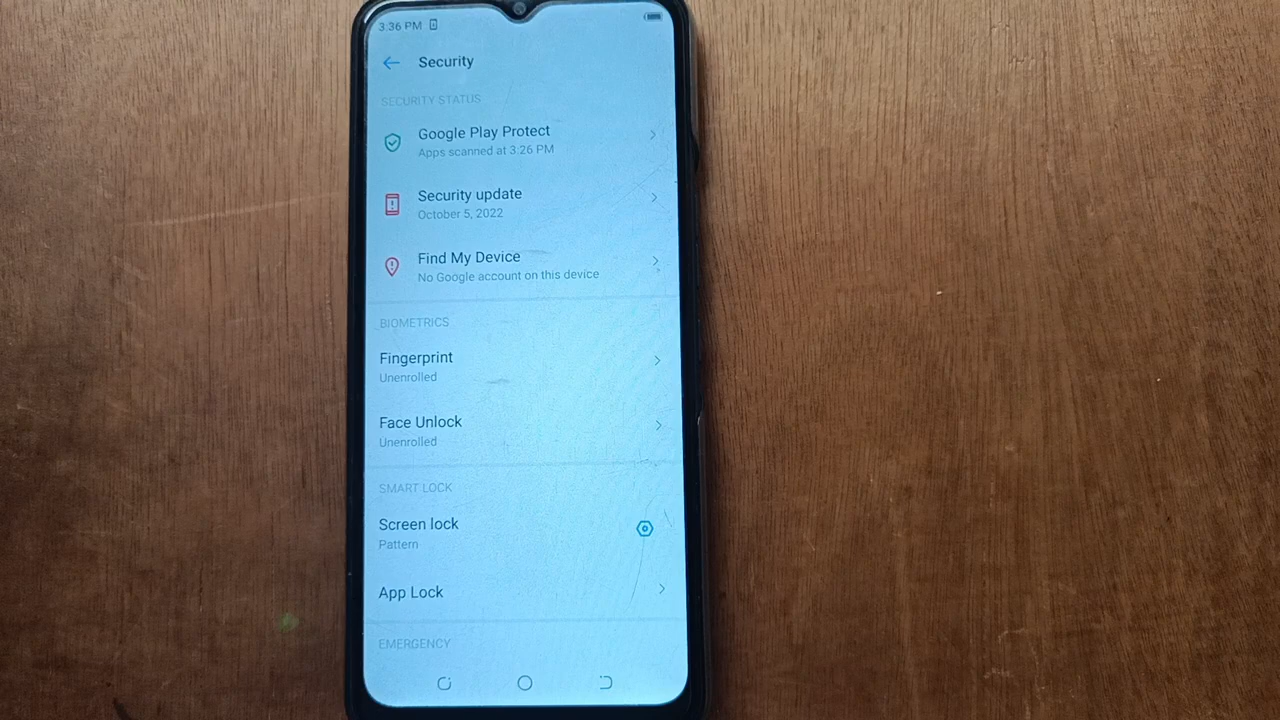 3:36 PM
Security
SECURITY STATUS
Google Play Protect
Apps scanned at 3:26 PM
Security update
October 5, 2022
Find My Device
No Google account on this device
BIOMETRICS
Fingerprint
Unenrolled
Face Unlock
Unenrolled
SMART LOCK
Screen lock
Pattern
App Lock
EMERGENCY